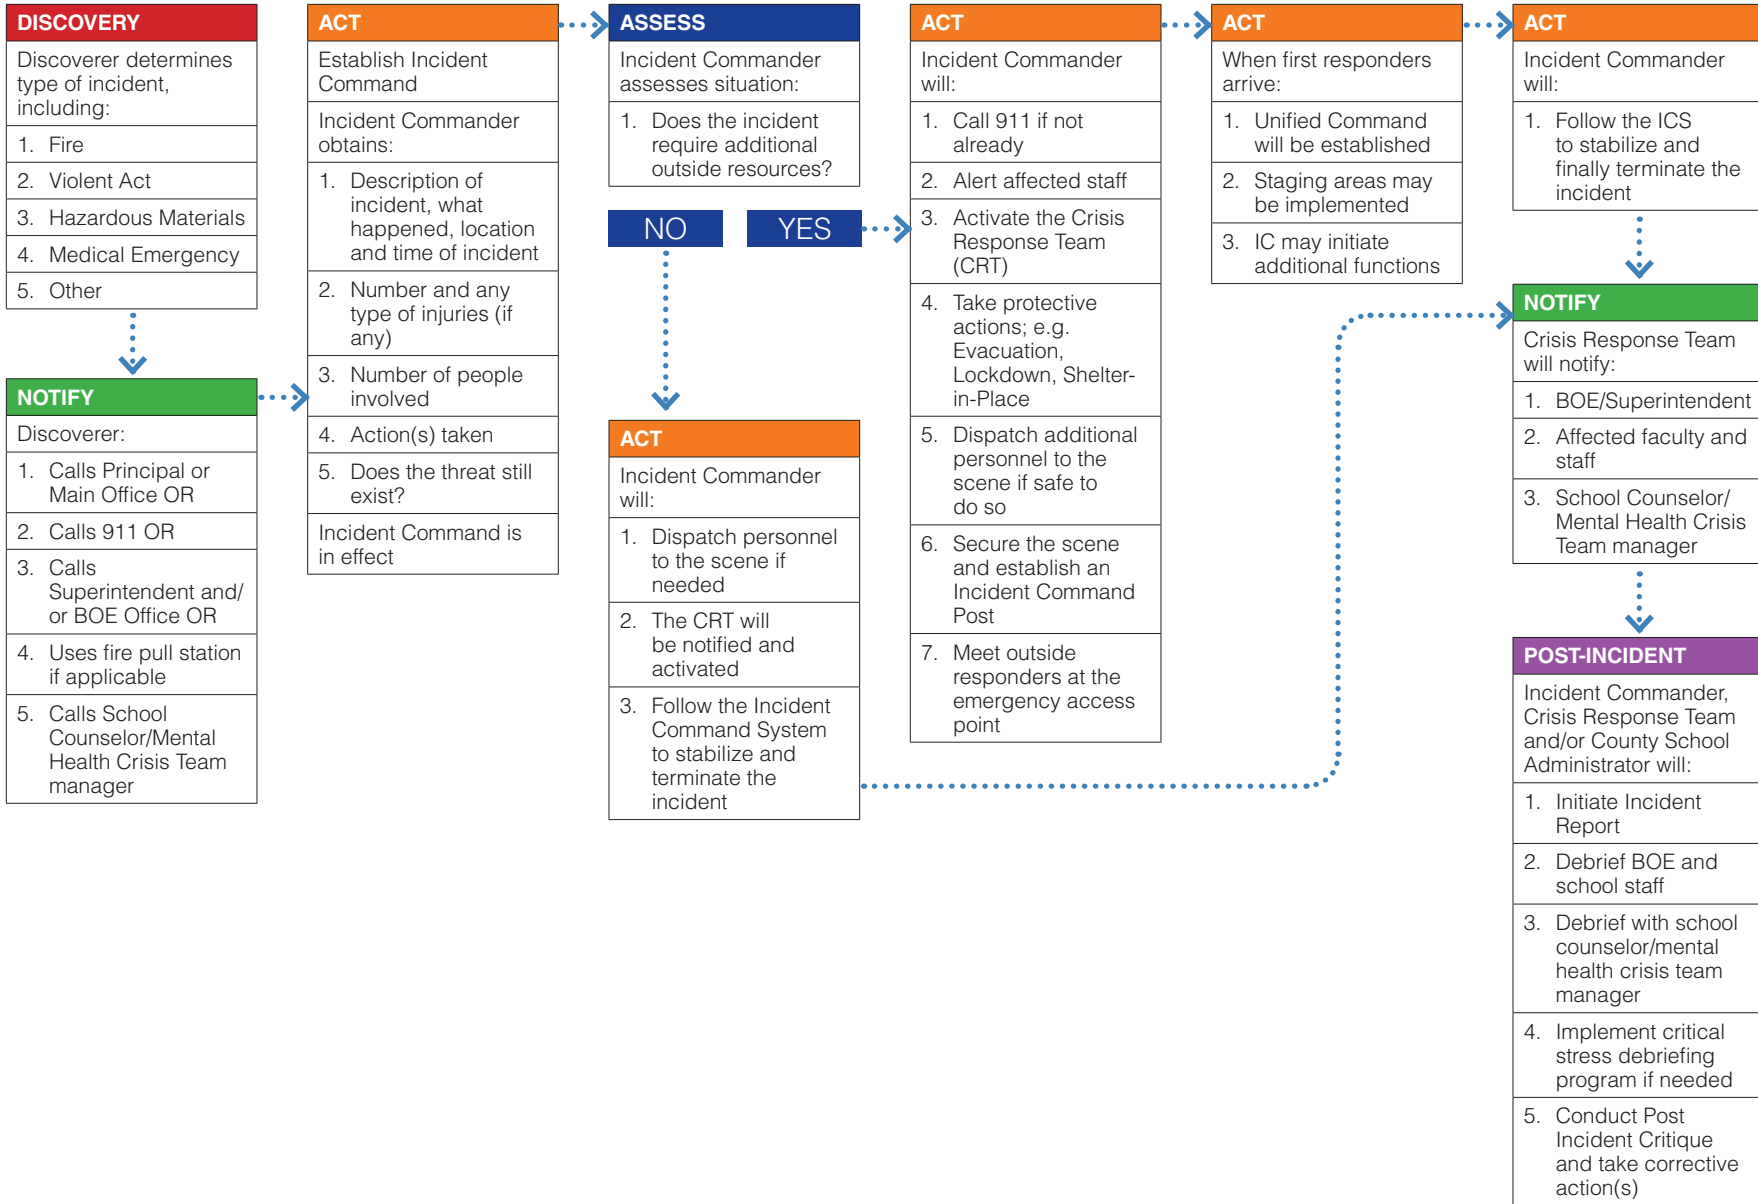 DISCOVERY
Discoverer determines
type of incident,
including:
1. Fire
2. Violent Act
3. Hazardous Materials
4. Medical Emergency
5. Other
NOTIFY
Discoverer:
1. Calls Principal or
Main Office OR
2. Calls 911 OR
3. Calls
Superintendent and/
or BOE Office OR
4. Uses fire pull station
if applicable
5. Calls School
Counselor/Mental
Health Crisis Team
manager
ACT
Establish Incident
Command
Incident Commander
obtains:
1. Description of
incident, what
happened, location
and time of incident
2. Number and any
type of injuries (if
any)
3. Number of people
involved
4. Action(s) taken
5. Does the threat still
exist?
Incident Command is
in effect
ASSESS
Incident Commander
assesses situation:
1. Does the incident
require additional
outside resources?
NO
YES
ACT
Incident Commander
will:
1. Dispatch personnel
to the scene if
needed
2. The CRT will
be notified and
activated
3. Follow the Incident
Command System
to stabilize and
terminate the
incident
ACT
Incident Commander
will:
1. Call 911 if not
already
2. Alert affected staff
3. Activate the Crisis
Response Team
(CRT)
4. Take protective
actions; e.g.
Evacuation,
Lockdown, Shelter-
in-Place
5. Dispatch additional
personnel to the
scene if safe to
do so
6. Secure the scene
and establish an
Incident Command
Post
7. Meet outside
responders at the
emergency access
point
ACT
When first responders
arrive:
1. Unified Command
will be established
2. Staging areas may
be implemented
3. IC may initiate
additional functions
ACT
Incident Commander
will:
1. Follow the ICS
to stabilize and
finally terminate the
incident
NOTIFY
Crisis Response Team
will notify:
1. BOE/Superintendent
2. Affected faculty and
staff
3. School Counselor/
Mental Health Crisis
Team manager
POST-INCIDENT
Incident Commander,
Crisis Response Team
and/or County School
Administrator will:
1. Initiate Incident
Report
2. Debrief BOE and
school staff
3. Debrief with school
counselor/mental
health crisis team
manager
4. Implement critical
stress debriefing
program if needed
5. Conduct Post
Incident Critique
and take corrective
action(s)